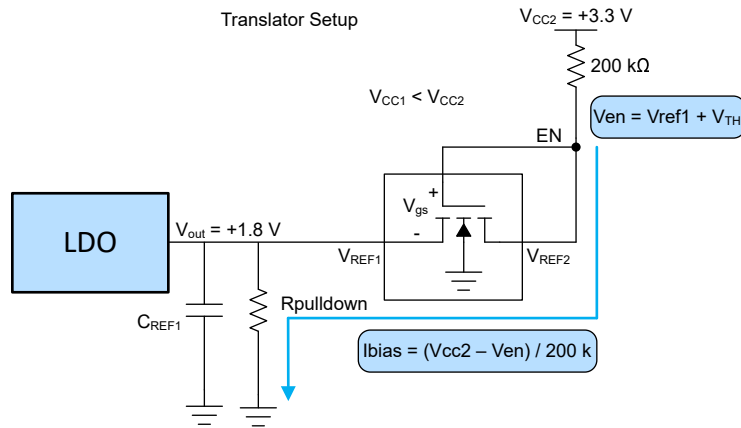 Translator Setup
VCC2 = +3.3 V
200 kΩ
VCC1 < VCC2
Ven = Vref1 + VTH
EN
+
Vgs
-
LDO
Vout = +1.8 V
VREF1
VREF2
Rpulldown
CREF1
Ibias = (Vcc2 – Ven) / 200 k